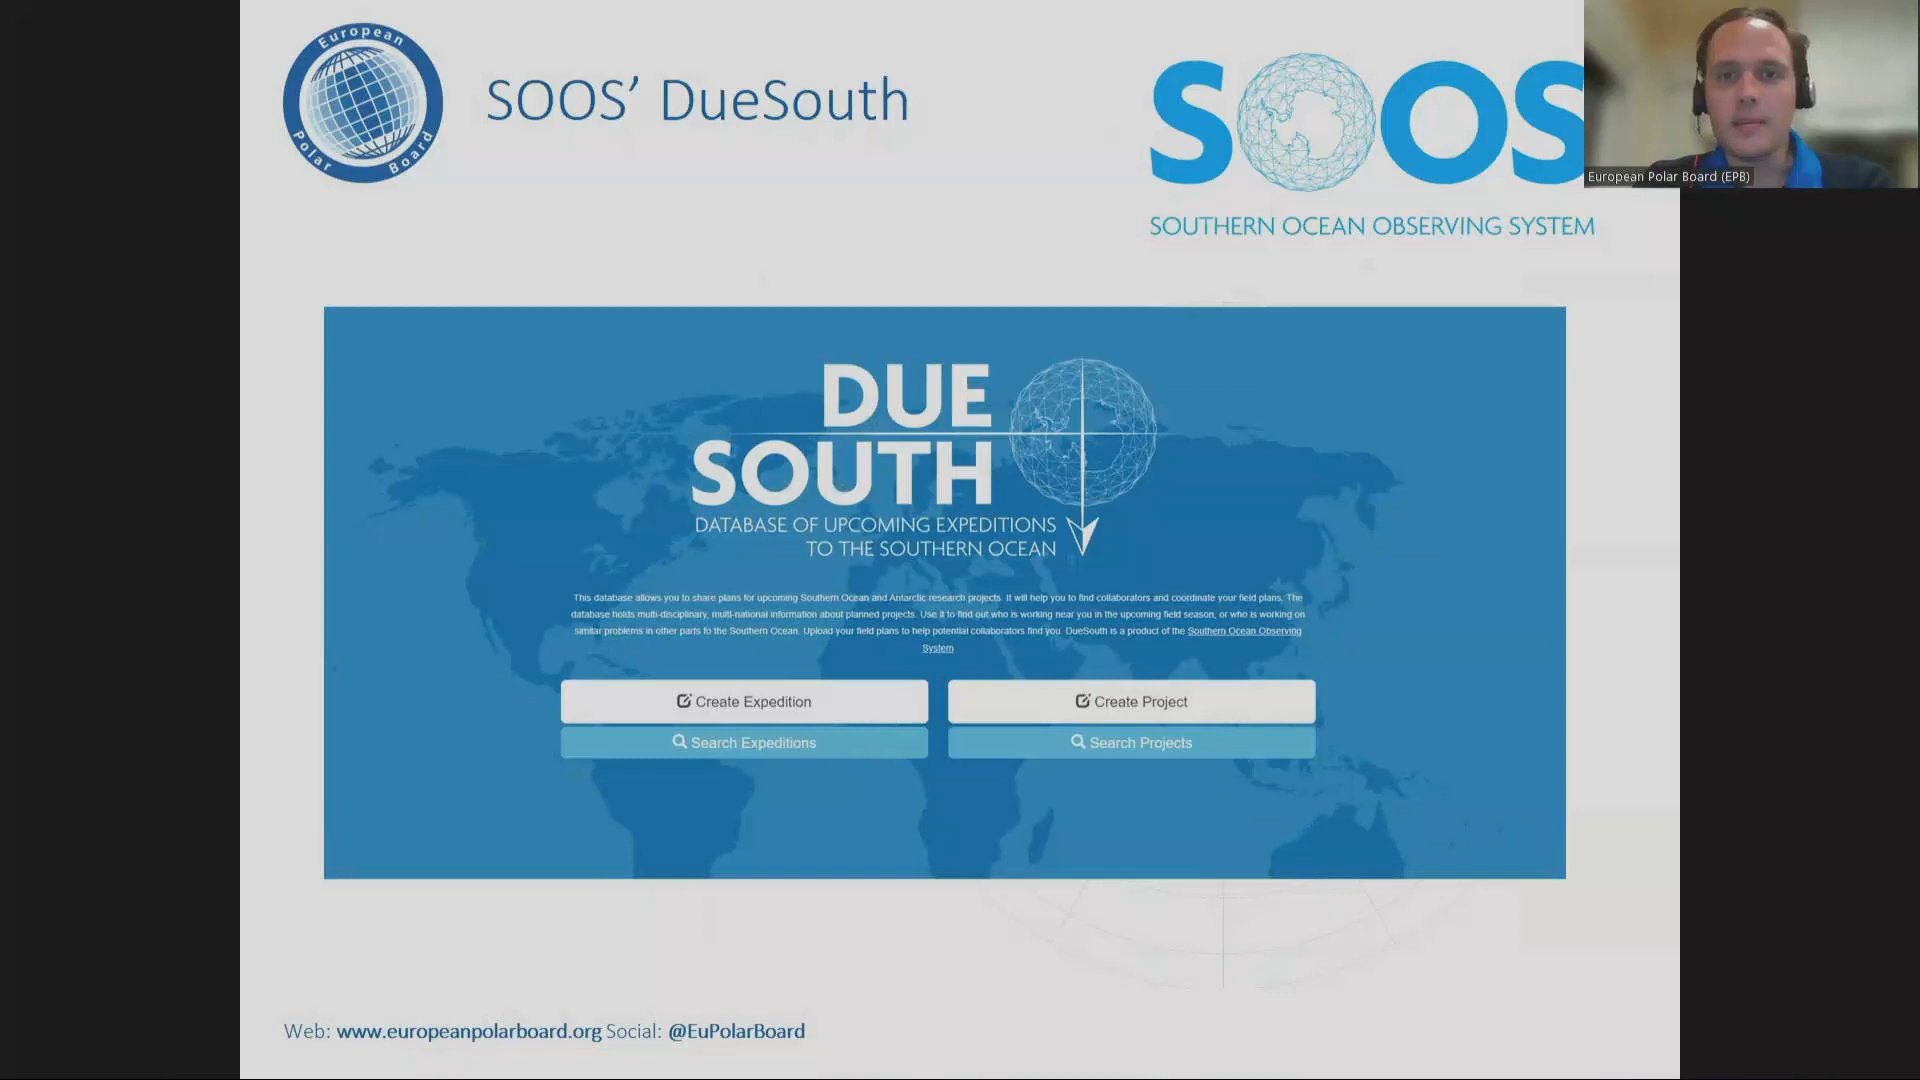 European
Polar Board
SOOS’ DueSouth
SOOS
SOUTHERN OCEAN OBSERVING SYSTEM
European Polar Board (EPB)
DUE
SOUTH
DATABASE OF UPCOMING EXPEDITIONS
TO THE SOUTHERN OCEAN
This database allows you to share plans for upcoming Southern Ocean and Antarctic research projects. It will help you to find collaborators and coordinate your field plans. The
database holds multi-disciplinary, multi-national information about planned projects. Use it to find out who is working near you in the upcoming field season, or who is working on
similar problems in other parts fo the Southern Ocean. Upload your field plans to help potential collaborators find you. DueSouth is a product of the Southern Ocean Observing
System
Create Expedition
Create Project
Search Expeditions
Search Projects
Web: www.europeanpolarboard.org Social: @EuPolarBoard